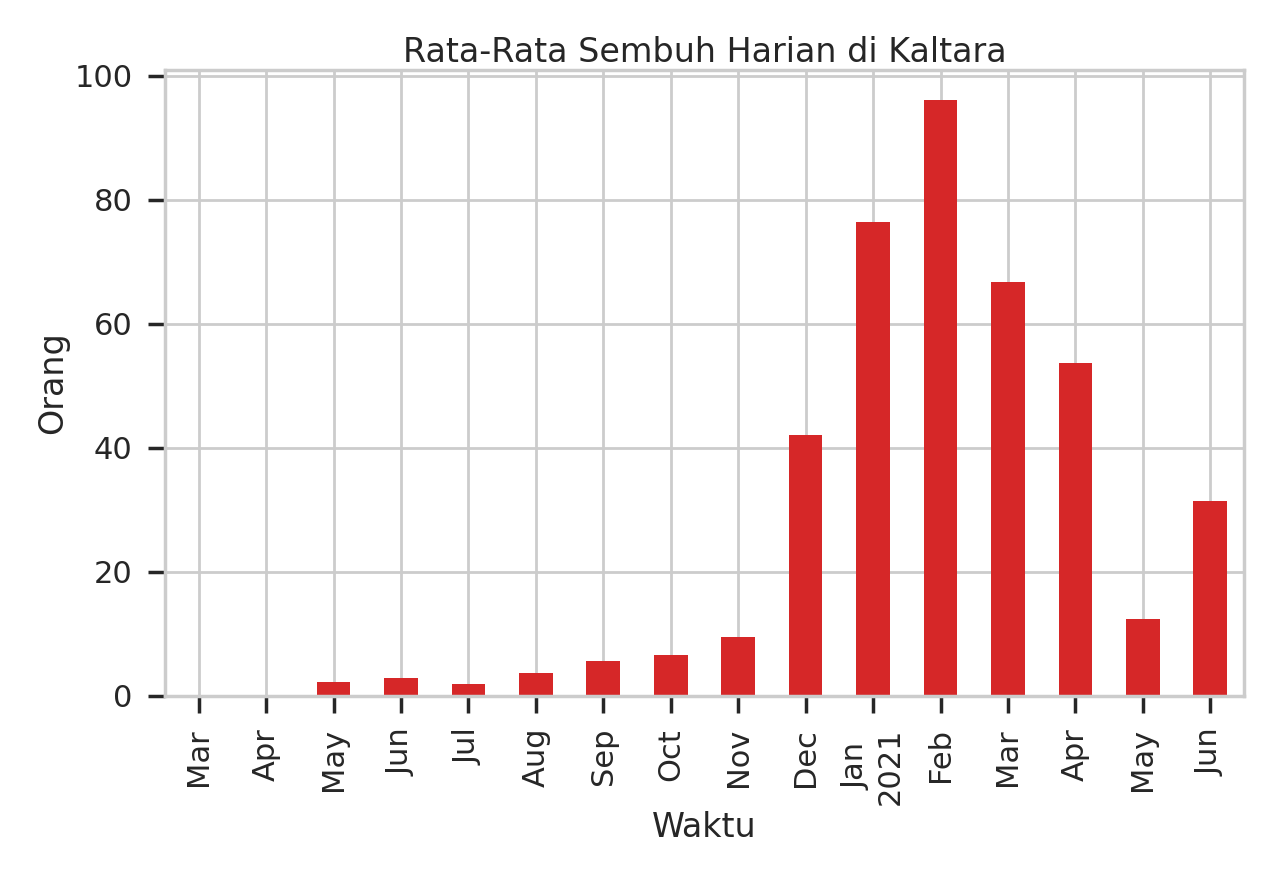 Rata-Rata Sembuh Harian di Kaltara
100
80
60
40
20
0
Orang
Mar
Apr
May
Jun
Jul
Aug
Sep
Oct
Nov
Dec
Jan
2021
Feb
Mar
Apr
May
Jun
Waktu